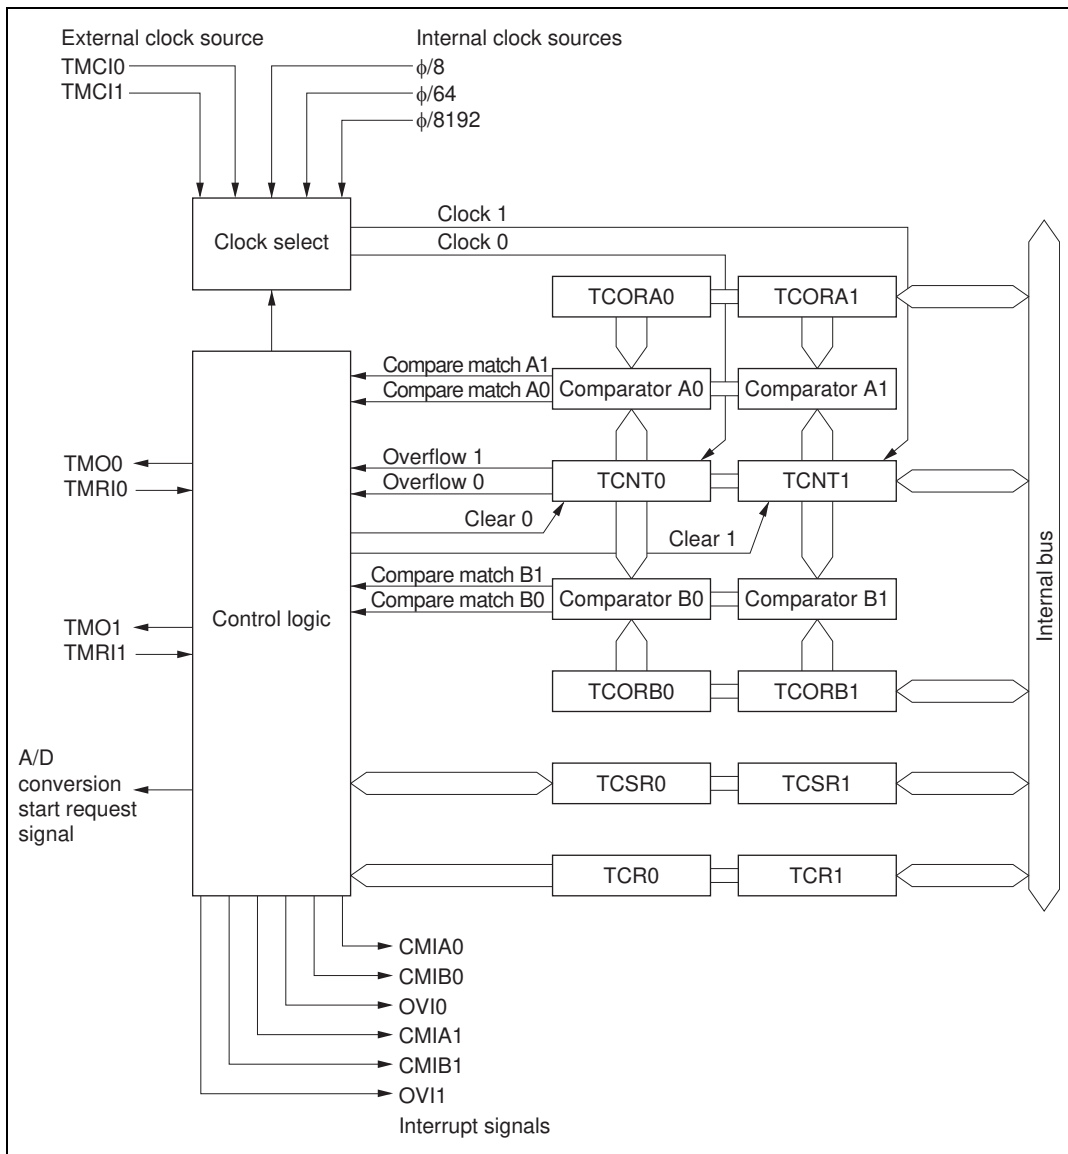 External clock source
Internal clock sources
TMCI0
TMCI1
ϕ/8
ϕ/64
ϕ/8192
Clock select
Clock 1
Clock 0
TCORA0
TCORA1
Compare match A1
Compare match A0
Comparator A0
Comparator A1
TMO0
TMRI0
Overflow 1
Overflow 0
TCNT0
TCNT1
Clear 0
Clear 1
Internal bus
Control logic
Compare match B1
Compare match B0
Comparator B0
Comparator B1
TMO1
TMRI1
TCORB0
TCORB1
A/D
conversion
start request
signal
TCSR0
TCSR1
TCR0
TCR1
CMIA0
CMIB0
OVI0
CMIA1
CMIB1
OVI1
Interrupt signals